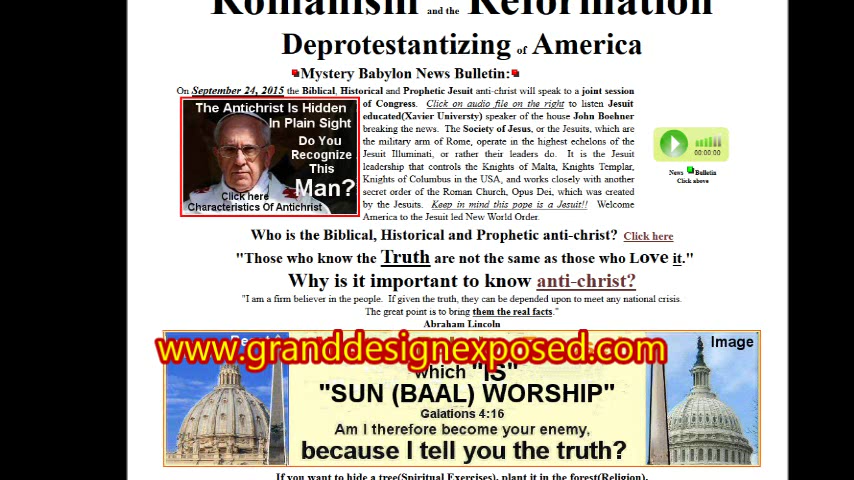 Romanism and the Reformation
Deprotestantizing of America
Mystery Babylon News Bulletin:
On September 24, 2015 the Biblical, Historical and Prophetic Jesuit anti-christ will speak to a joint session
of Congress. Click on audio file on the right to listen Jesuit
educated(Xavier Universty) speaker of the house John Boehner
breaking the news. The Society of Jesus, or the Jesuits, which are
the military arm of Rome, operate in the highest echelons of the
Jesuit Illuminati, or rather their leaders do. It is the Jesuit
leadership that controls the Knights of Malta, Knights Templar,
Knights of Columbus in the USA, and works closely with another
secret order of the Roman Church, Opus Dei, which was created
by the Jesuits. Keep in mind this pope is a Jesuit!! Welcome
America to the Jesuit led New World Order.
The Antichrist Is Hidden
In Plain Sight
Do You
Recognize
This
Man?
Click here
Characteristics Of Antichrist
00:00:00
News Bulletin
Click above
Who is the Biblical, Historical and Prophetic anti-christ? Click here
"Those who know the Truth are not the same as those who Love it."
Why is it important to know anti-christ?
"I am a firm believer in the people. If given the truth, they can be depended upon to meet any national crisis.
The great point is to bring them the real facts."
Abraham Lincoln
www.granddesignexposed.com
Image
which "IS"
"SUN (BAAL) WORSHIP"
Galations 4:16
Am I therefore become your enemy,
because I tell you the truth?
If you want to hide a tree(Spiritual Exercises), plant it in the forest(Religion).